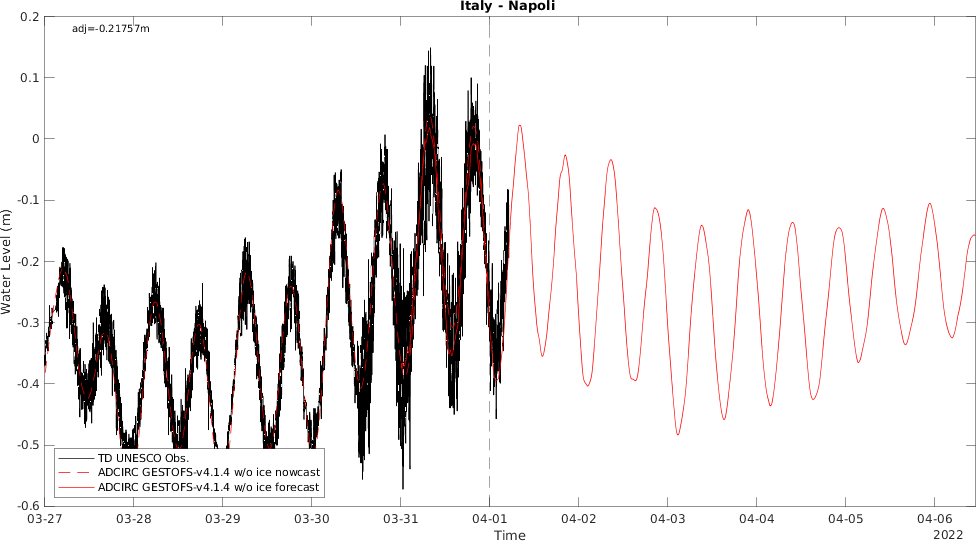 Italy - Napoli
adj=-0.21757m
0.2
0.1
0
-0.1
-0.2
-0.3
-0.4
-0.5
-0.6
Water Level (m)
TD UNESCO Obs.
ADCIRC GESTOFS-v4.1.4 w/o ice nowcast
ADCIRC GESTOFS-v4.1.4 w/o ice forecast
03-27 03-28 03-29 03-30 03-31 04-01 04-02 04-03 04-04 04-05 04-06
Time
2022